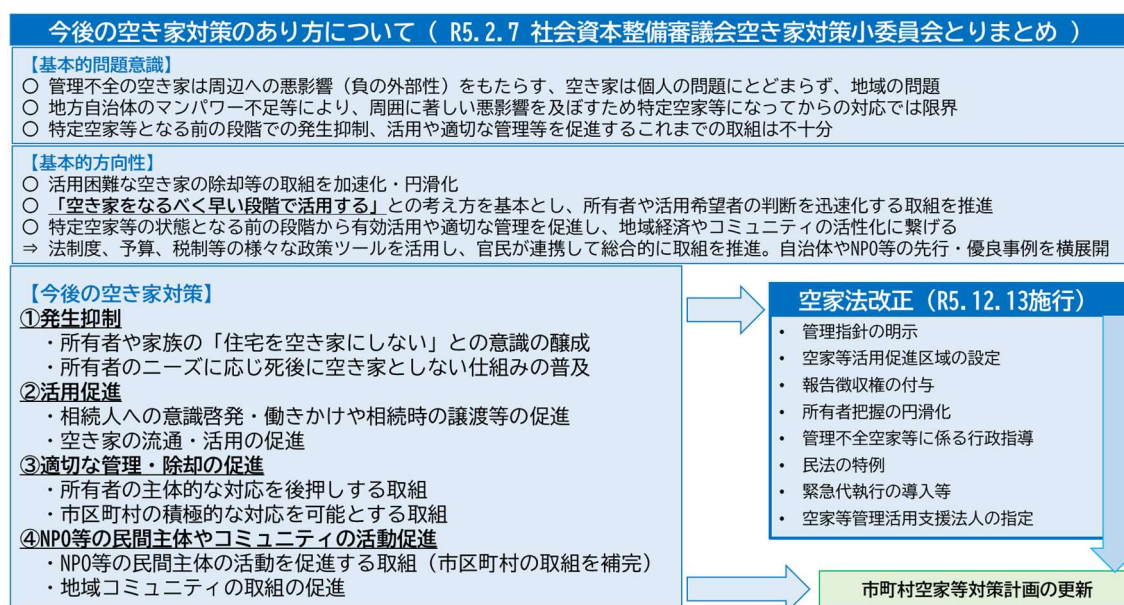 今後の空き家対策のあり方について（ R5.2.7 社会資本整備審議会空き家対策小委員会とりまとめ ）
【基本的問題意識】
○ 管理不全の空き家は周辺への悪影響（負の外部性）をもたらす、空き家は個人の問題にとどまらず、地域の問題
○ 地方自治体のマンパワー不足等により、周囲に著しい悪影響を及ぼすため特定空家等になってからの対応では限界
○ 特定空家等となる前の段階での発生抑制、活用や適切な管理等を促進するこれまでの取組は不十分
【基本的方向性】
○ 活用困難な空き家の除却等の取組を加速化・円滑化
○ 「空き家をなるべく早い段階で活用する」との考え方を基本とし、所有者や活用希望者の判断を迅速化する取組を推進
○ 特定空家等の状態となる前の段階から有効活用や適切な管理を促進し、地域経済やコミュニティの活性化に繋げる
⇒ 法制度、予算、税制等の様々な政策ツールを活用し、官民が連携して総合的に取組を推進。自治体やNPO等の先行・優良事例を横展開
【今後の空き家対策】
①発生抑制
・所有者や家族の「住宅を空き家にしない」との意識の醸成
・所有者のニーズに応じ死後に空き家としない仕組みの普及
②活用促進
・相続人への意識啓発・働きかけや相続時の譲渡等の促進
・空き家の流通・活用の促進
③適切な管理・除却の促進
・所有者の主体的な対応を後押しする取組
・市区町村の積極的な対応を可能とする取組
④NPO等の民間主体やコミュニティの活動促進
・NPO等の民間主体の活動を促進する取組（市区町村の取組を補完）
・地域コミュニティの取組の促進
空家法改正（R5.12.13施行）
• 管理指針の明示
• 空家等活用促進区域の設定
• 報告徴収権の付与
• 所有者把握の円滑化
• 管理不全空家等に係る行政指導
• 民法の特例
• 緊急代執行の導入等
• 空家等管理活用支援法人の指定
市町村空家等対策計画の更新